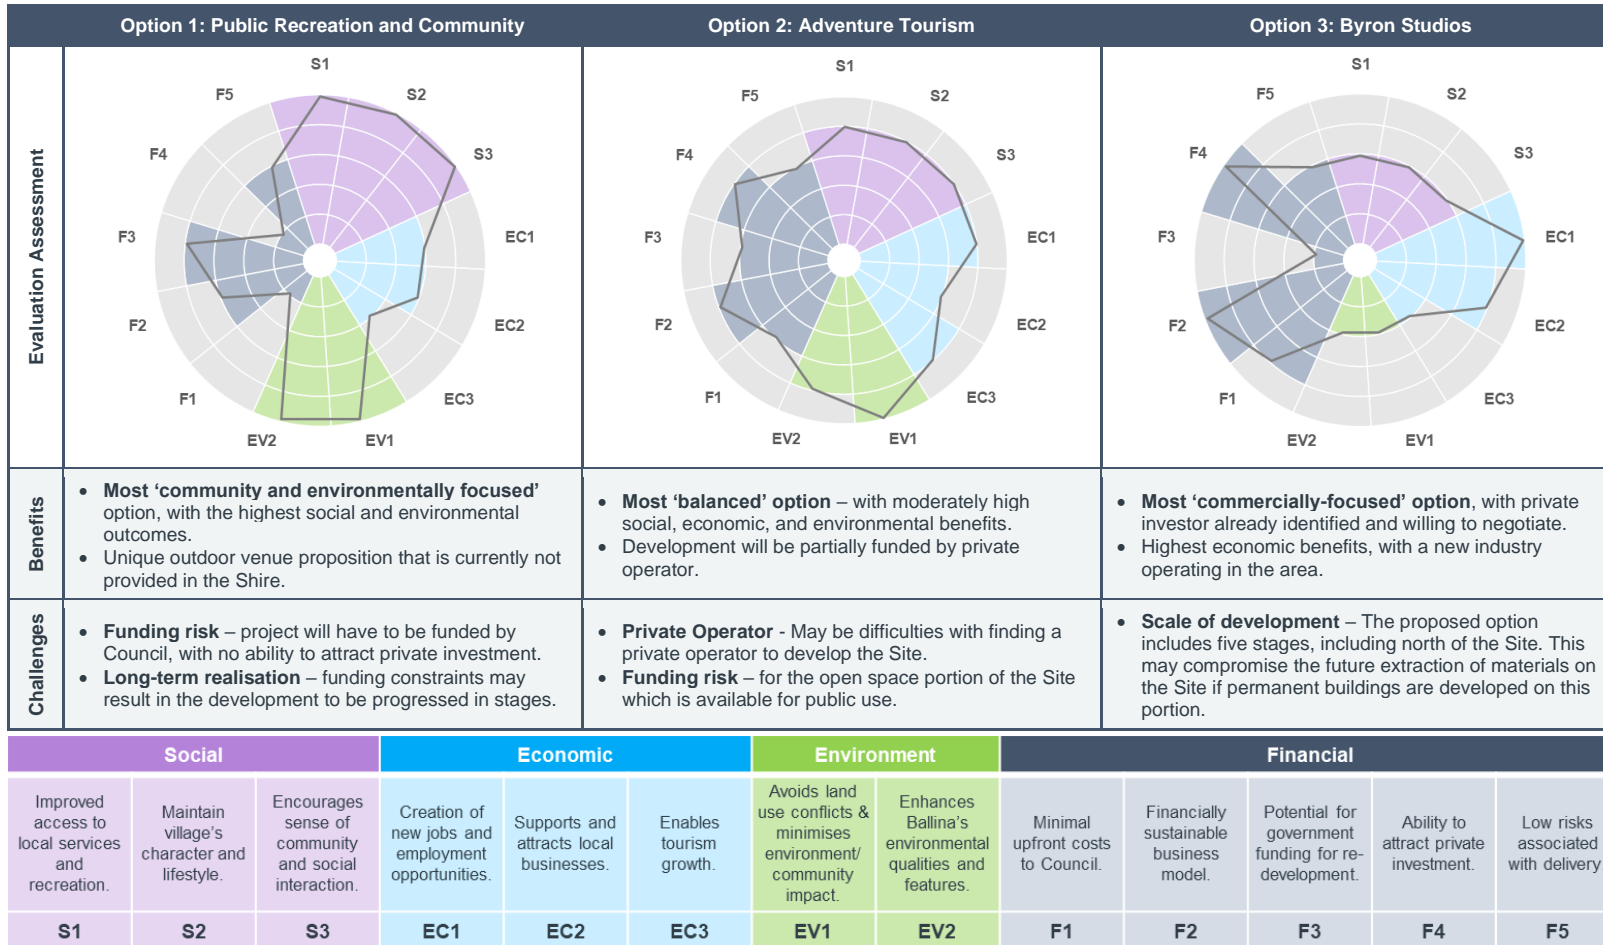 Option 1: Public Recreation and Community
Option 2: Adventure Tourism
Option 3: Byron Studios
Evaluation Assessment
S1
S2
S3
EC1
EC2
EC3
EV1
EV2
F1
F2
F3
F4
F5
S1
S2
S3
EC1
EC2
EC3
EV1
EV2
F1
F2
F3
F4
F5
S1
S2
S3
EC1
EC2
EC3
EV1
EV2
F1
F2
F3
F4
F5
Benefits
• Most ‘community and environmentally focused’
option, with the highest social and environmental
outcomes.
• Unique outdoor venue proposition that is currently not
provided in the Shire.
• Most ‘balanced’ option – with moderately high
social, economic, and environmental benefits.
• Development will be partially funded by private
operator.
• Most ‘commercially-focused’ option, with private
investor already identified and willing to negotiate.
• Highest economic benefits, with a new industry
operating in the area.
Challenges
• Funding risk – project will have to be funded by
Council, with no ability to attract private investment.
• Long-term realisation – funding constraints may
result in the development to be progressed in stages.
• Private Operator - May be difficulties with finding a
private operator to develop the Site.
• Funding risk – for the open space portion of the Site
which is available for public use.
• Scale of development – The proposed option
includes five stages, including north of the Site. This
may compromise the future extraction of materials on
the Site if permanent buildings are developed on this
portion.
Social
Economic
Environment
Financial
Improved
access to
local services
and
recreation.
Maintain
village’s
character and
lifestyle.
Encourages
sense of
community
and social
interaction.
Creation of
new jobs and
employment
opportunities.
Supports and
attracts local
businesses.
Enables
tourism
growth.
Avoids land
use conflicts &
minimises
environment/
community
impact.
Enhances
Ballina’s
environmental
qualities and
features.
Minimal
upfront costs
to Council.
Financially
sustainable
business
model.
Potential for
government
funding for re-
development.
Ability to
attract private
investment.
Low risks
associated
with delivery
S1
S2
S3
EC1
EC2
EC3
EV1
EV2
F1
F2
F3
F4
F5